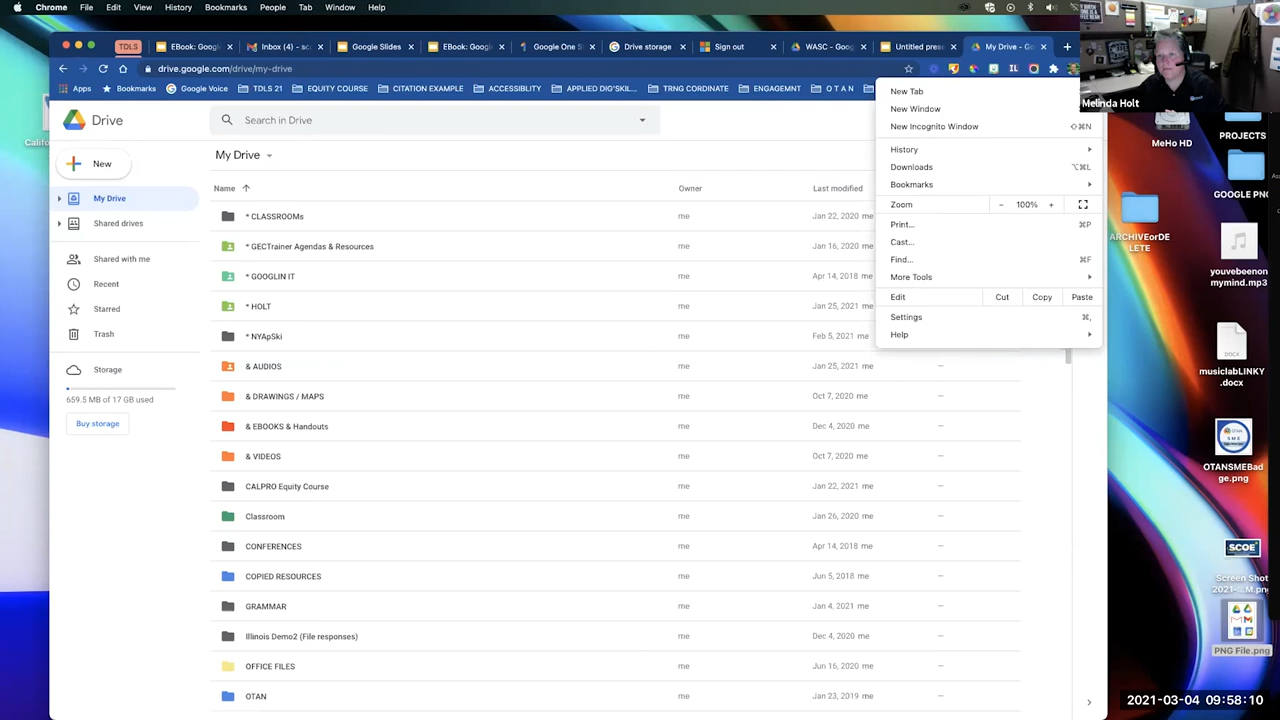 Chrome File Edit View History Bookmarks People Tab Window Help
TDLS EBook: Googl Inbox (4) - sc Google Slides EBook: Googl Google One S Drive storage Sign out WASC - Goog Untitled pres My Drive - Go
drive.google.com/drive/my-drive
Apps Bookmarks Google Voice TDLS 21 EQUITY COURSE CITATION EXAMPLE ACCESSIBLITY APPLIED DIG'SKIL... TRNG CORDINATE ENGAGEMNT O T A N
Melinda Holt
Drive
Search in Drive
New
My Drive
Shared drives
Shared with me
Recent
Starred
Trash
Storage
659.5 MB of 17 GB used
Buy storage
My Drive
Name Owner Last modified
* CLASSROOMs me Jan 22, 2020 me
* GECTrainer Agendas & Resources me Jan 16, 2020 me
* GOOGLIN IT me Apr 14, 2018 me
* HOLT me Jan 25, 2021 me
* NYApSki me Feb 5, 2021 me
& AUDIOS me Jan 25, 2021 me —
& DRAWINGS / MAPS me Oct 7, 2020 me —
& EBOOKS & Handouts me Dec 4, 2020 me —
& VIDEOS me Oct 7, 2020 me —
CALPRO Equity Course me Jan 22, 2021 me —
Classroom me Jan 26, 2020 me —
CONFERENCES me Apr 14, 2018 me —
COPIED RESOURCES me Jun 5, 2018 me —
GRAMMAR me Jan 4, 2021 me —
Illinois Demo2 (File responses) me Dec 4, 2020 me —
OFFICE FILES me Jun 16, 2020 me —
OTAN me Jan 23, 2019 me —
New Tab
New Window
New Incognito Window ⇧⌘N
History
Downloads ⌥⌘L
Bookmarks
Zoom − 100% +
Print... ⌘P
Cast...
Find... ⌘F
More Tools
Edit Cut Copy Paste
Settings ⌘,
Help
Califo
MeHo HD
PROJECTS
GOOGLE PNG
ARCHIVEorDE
LETE
youvebeenon
mymind.mp3
DOCX
musiclabLINKY
.docx
OTANSMEBad
ge.png
SCOE
Screen Shot
2021-...M.png
PNG File.png
2021-03-04 09:58:10